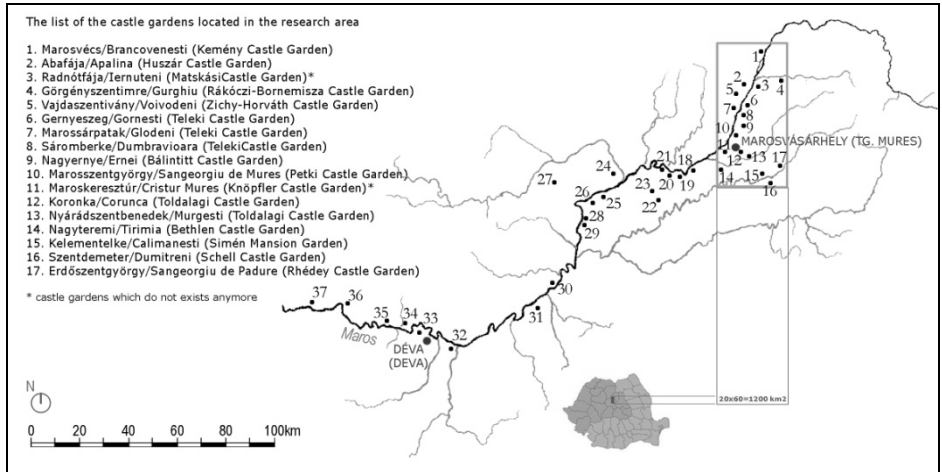 The list of the castle gardens located in the research area
1. Marosvécs/Brancovenesti (Kemény Castle Garden)
2. Abafája/Apalina (Huszár Castle Garden)
3. Radnótfája/Iernuteni (MatskásiCastle Garden)*
4. Görgényszentimre/Gurghiu (Rákóczi-Bornemisza Castle Garden)
5. Vajdaszentivány/Voivodeni (Zichy-Horváth Castle Garden)
6. Gernyeszeg/Gornesti (Teleki Castle Garden)
7. Marossárpatak/Glodeni (Teleki Castle Garden)
8. Sáromberke/Dumbravioara (TelekiCastle Garden)
9. Nagyernye/Ernei (Bálintitt Castle Garden)
10. Marosszentgyörgy/Sangeorgiu de Mures (Petki Castle Garden)
11. Maroskeresztúr/Cristur Mures (Knöpfler Castle Garden)*
12. Koronka/Corunca (Toldalagi Castle Garden)
13. Nyárádszentbenedek/Murgesti (Toldalagi Castle Garden)
14. Nagyteremi/Tirimia (Bethlen Castle Garden)
15. Kelementelke/Calimanesti (Simén Mansion Garden)
16. Szentdemeter/Dumitreni (Schell Castle Garden)
17. Erdőszentgyörgy/Sangeorgiu de Padure (Rhédey Castle Garden)
* castle gardens which do not exists anymore
1
2
3
4
5
6
7
8
9
10
11
MAROSVÁSÁRHELY (TG. MURES)
12
13
17
14
15
16
18
21
24
19
20
23
22
27
26
25
28
29
30
31
37
36
35
34
33
32
Maros
DÉVA
(DEVA)
N
20x60=1200 km2
0 20 40 60 80 100km